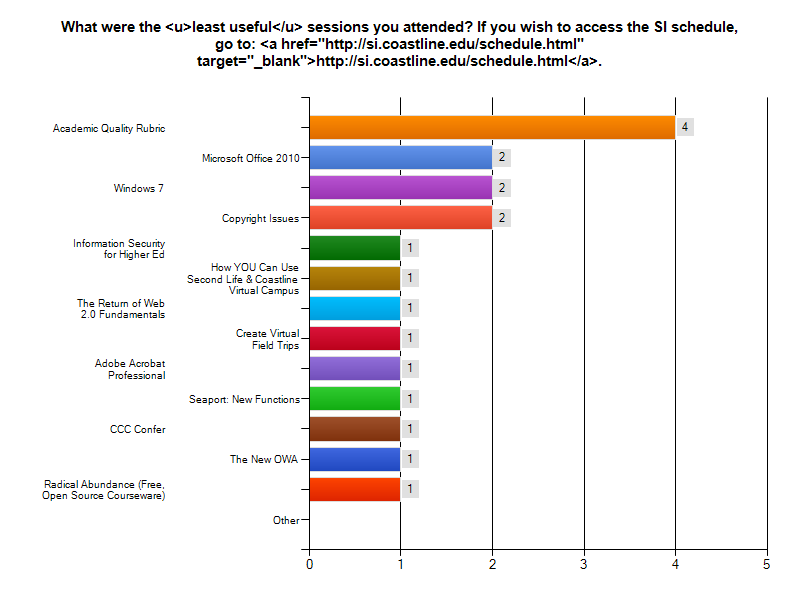 What were the <u>least useful</u> sessions you attended? If you wish to access the SI schedule,
go to: <a href="http://si.coastline.edu/schedule.html"
target="_blank">http://si.coastline.edu/schedule.html</a>.
Academic Quality Rubric
4
Microsoft Office 2010
2
Windows 7
2
Copyright Issues
2
Information Security
for Higher Ed
1
How YOU Can Use
Second Life & Coastline
Virtual Campus
1
The Return of Web
2.0 Fundamentals
1
Create Virtual
Field Trips
1
Adobe Acrobat
Professional
1
Seaport: New Functions
1
CCC Confer
1
The New OWA
1
Radical Abundance (Free,
Open Source Courseware)
1
Other
0 1 2 3 4 5